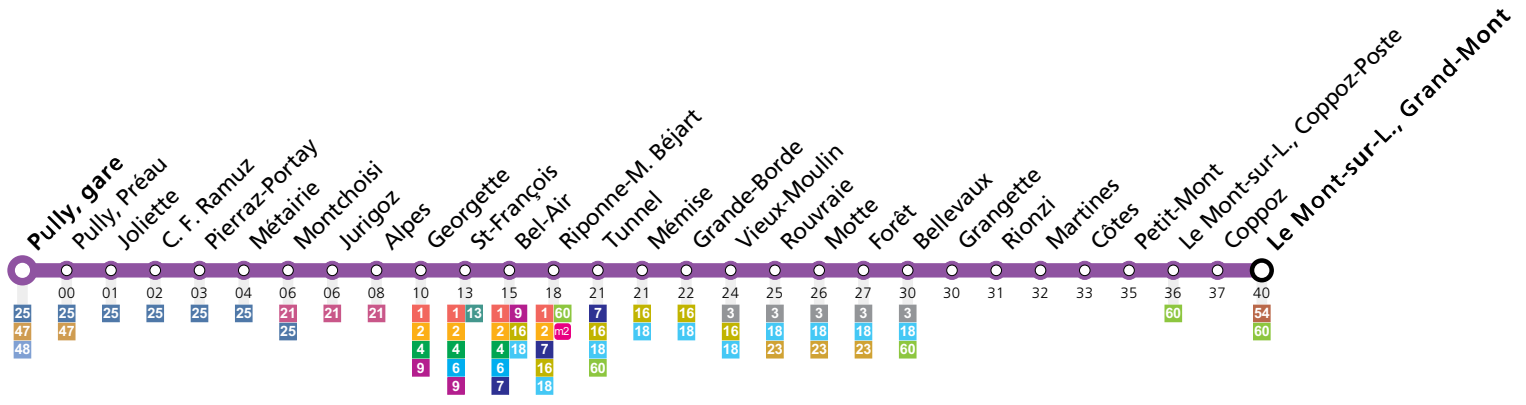 Pully, gare
Pully, Préau
Joliette
C. F. Ramuz
Pierraz-Portay
Métairie
Montchoisi
Jurigoz
Alpes
Georgette
St-François
Bel-Air
Riponne-M. Béjart
Tunnel
Mémise
Grande-Borde
Vieux-Moulin
Rouvraie
Motte
Forêt
Bellevaux
Grangette
Rionzi
Martines
Côtes
Petit-Mont
Le Mont-sur-L., Coppoz-Poste
Coppoz
Le Mont-sur-L., Grand-Mont
00 01 02 03 04 06 06 08 10 13 15 18 21 21 22 24 25 26 27 30 30 31 32 33 35 36 37 40
25 25 25 25 25 25 21 21 21 1 1 13 1 9 1 60 7 16 16 3 3 3 3 3 60 54
47 47 25 2 2 2 16 2 m2 16 18 18 16 18 18 18 18 60
48 4 4 4 18 7 18 18 23 23 23 60
9 6 6 16 60
9 7 18